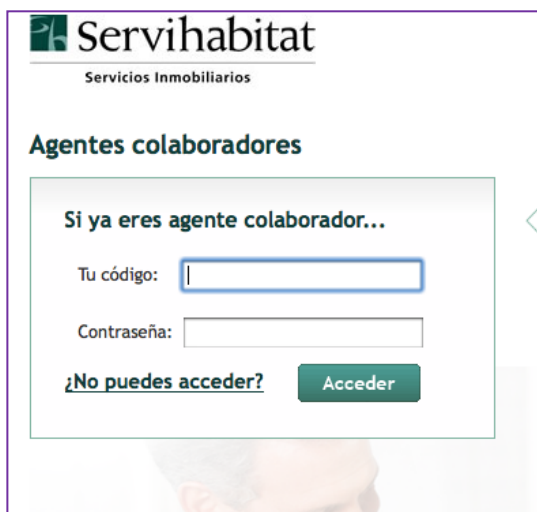 Servihabitat
Servicios Inmobiliarios
Agentes colaboradores
Si ya eres agente colaborador...
Tu código:
Contraseña:
¿No puedes acceder? Acceder